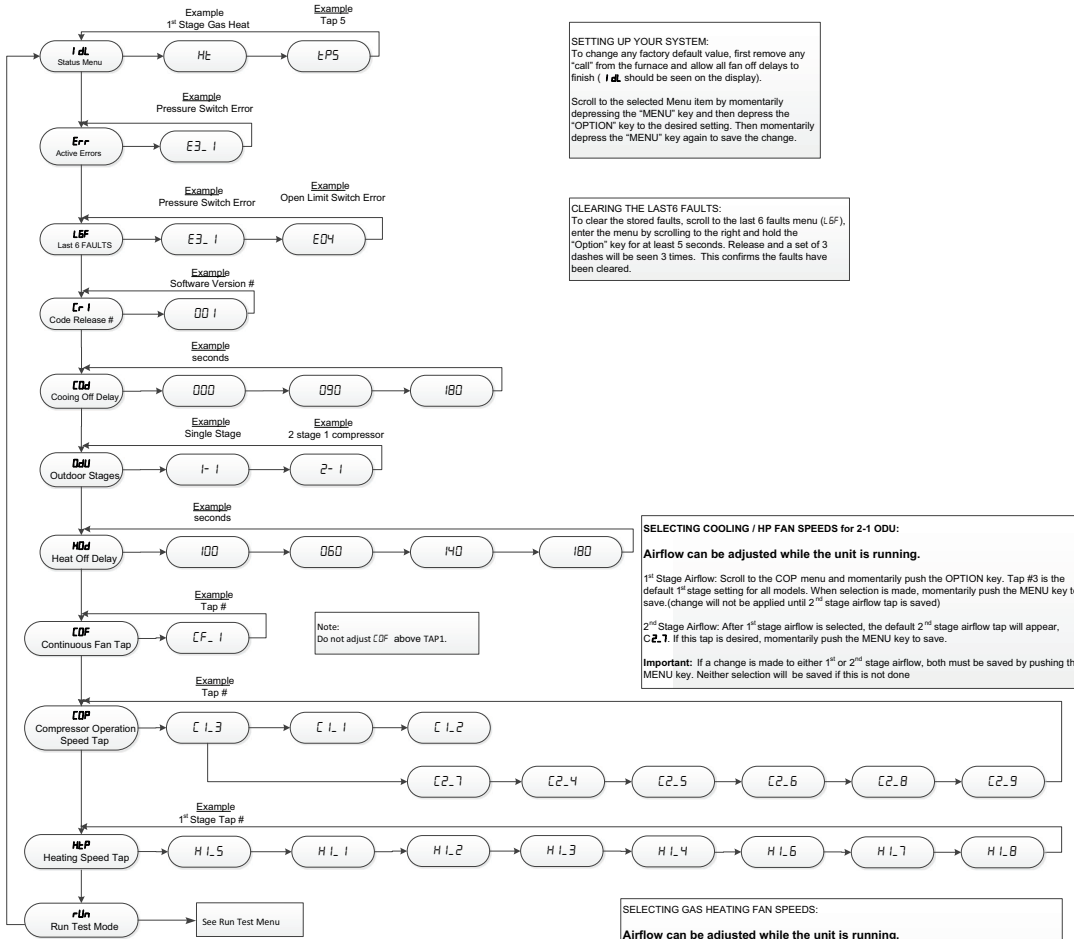 Example
1st Stage Gas Heat
Example
Tap 5
IdL
Status Menu
Ht
tP5
SETTING UP YOUR SYSTEM:
To change any factory default value, first remove any
“call” from the furnace and allow all fan off delays to
finish ( IdL should be seen on the display).
Scroll to the selected Menu item by momentarily
depressing the “MENU” key and then depress the
“OPTION” key to the desired setting. Then momentarily
depress the “MENU” key again to save the change.
Example
Pressure Switch Error
Err
Active Errors
E3_1
Example
Pressure Switch Error
Example
Open Limit Switch Error
L6F
Last 6 FAULTS
E3_1
E04
CLEARING THE LAST6 FAULTS:
To clear the stored faults, scroll to the last 6 faults menu (L6F),
enter the menu by scrolling to the right and hold the
“Option” key for at least 5 seconds. Release and a set of 3
dashes will be seen 3 times. This confirms the faults have
been cleared.
Example
Software Version #
Cr1
Code Release #
001
Example
seconds
COd
Cooing Off Delay
000
090
180
Example
Single Stage
Example
2 stage 1 compressor
OdU
Outdoor Stages
1-1
2-1
Example
seconds
HOd
Heat Off Delay
100
060
140
180
SELECTING COOLING / HP FAN SPEEDS for 2-1 ODU:
Airflow can be adjusted while the unit is running.
1st Stage Airflow: Scroll to the COP menu and momentarily push the OPTION key. Tap #3 is the
default 1st stage setting for all models. When selection is made, momentarily push the MENU key to
save.(change will not be applied until 2nd stage airflow tap is saved)
2nd Stage Airflow: After 1st stage airflow is selected, the default 2nd stage airflow tap will appear,
C2_7. If this tap is desired, momentarily push the MENU key to save.
Important: If a change is made to either 1st or 2nd stage airflow, both must be saved by pushing the
MENU key. Neither selection will be saved if this is not done
Example
Tap #
COF
Continuous Fan Tap
CF_1
Note:
Do not adjust COF above TAP1.
Example
Tap #
COP
Compressor Operation
Speed Tap
C1_3
C1_1
C1_2
C2_7
C2_4
C2_5
C2_6
C2_8
C2_9
Example
1st Stage Tap #
HtP
Heating Speed Tap
H1_5
H1_1
H1_2
H1_3
H1_4
H1_6
H1_7
H1_8
rUn
Run Test Mode
See Run Test Menu
SELECTING GAS HEATING FAN SPEEDS:
Airflow can be adjusted while the unit is running.